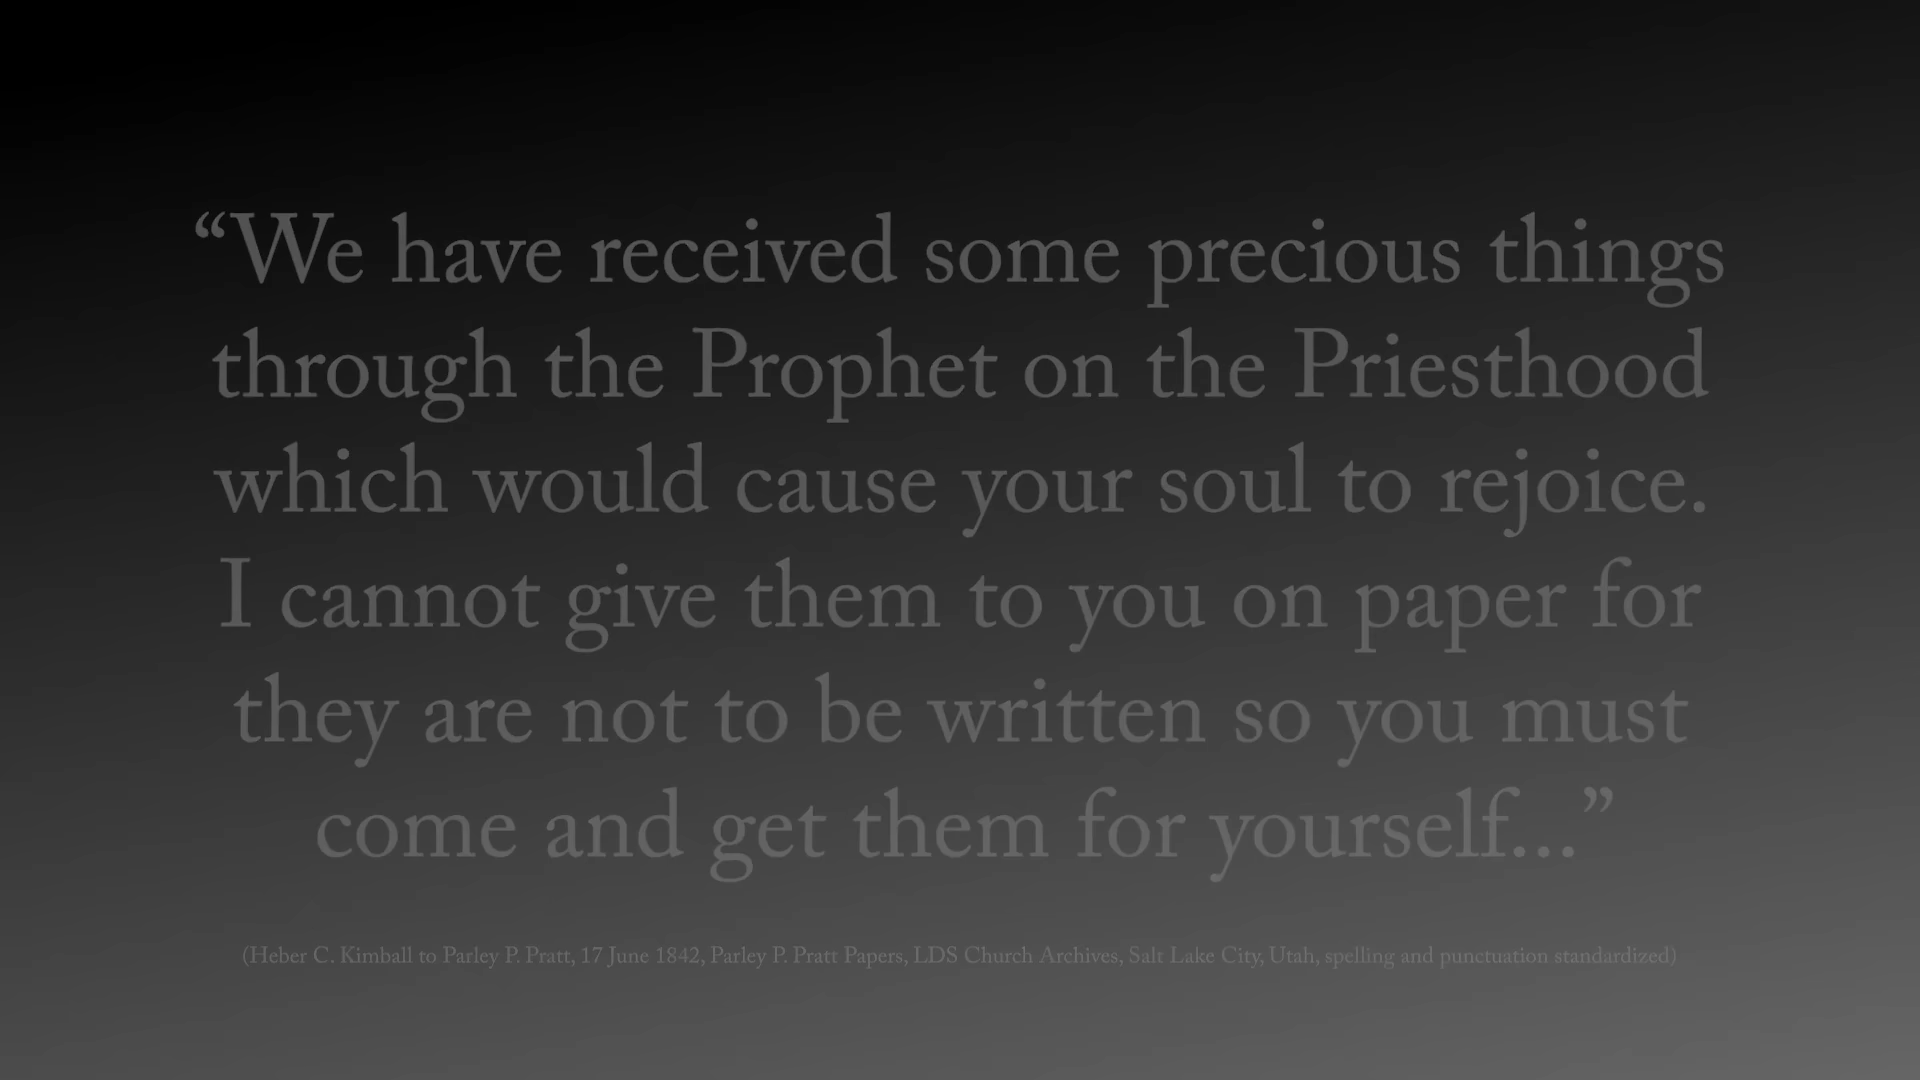 “We have received some precious things
through the Prophet on the Priesthood
which would cause your soul to rejoice.
I cannot give them to you on paper for
they are not to be written so you must
come and get them for yourself...”
(Heber C. Kimball to Parley P. Pratt, 17 June 1842, Parley P. Pratt Papers, LDS Church Archives, Salt Lake City, Utah, spelling and punctuation standardized)